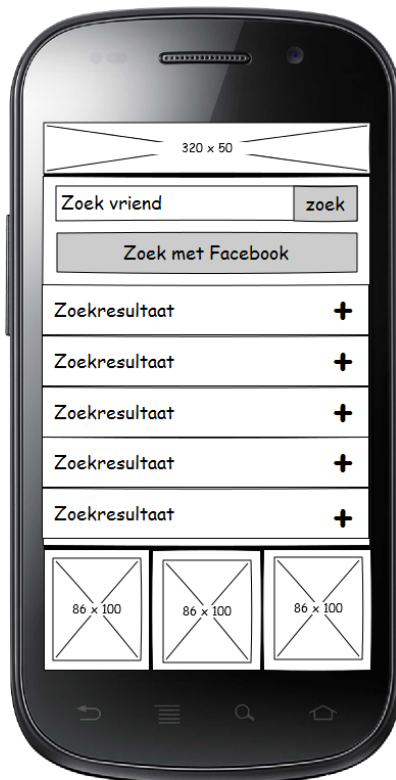 320 x 50
Zoek vriend zoek
Zoek met Facebook
Zoekresultaat +
Zoekresultaat +
Zoekresultaat +
Zoekresultaat +
Zoekresultaat +
86 x 100 86 x 100 86 x 100